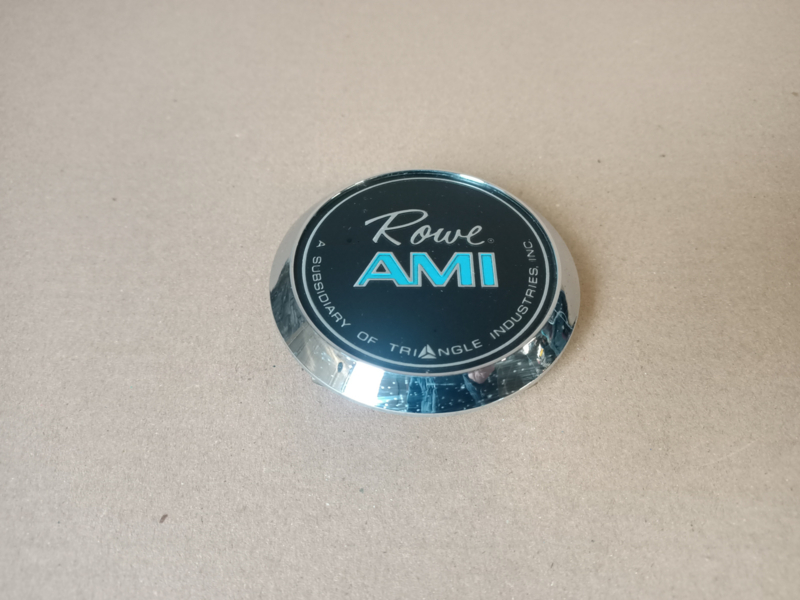 Rowe®
AMI
A SUBSIDIARY OF TRIANGLE INDUSTRIES, INC.